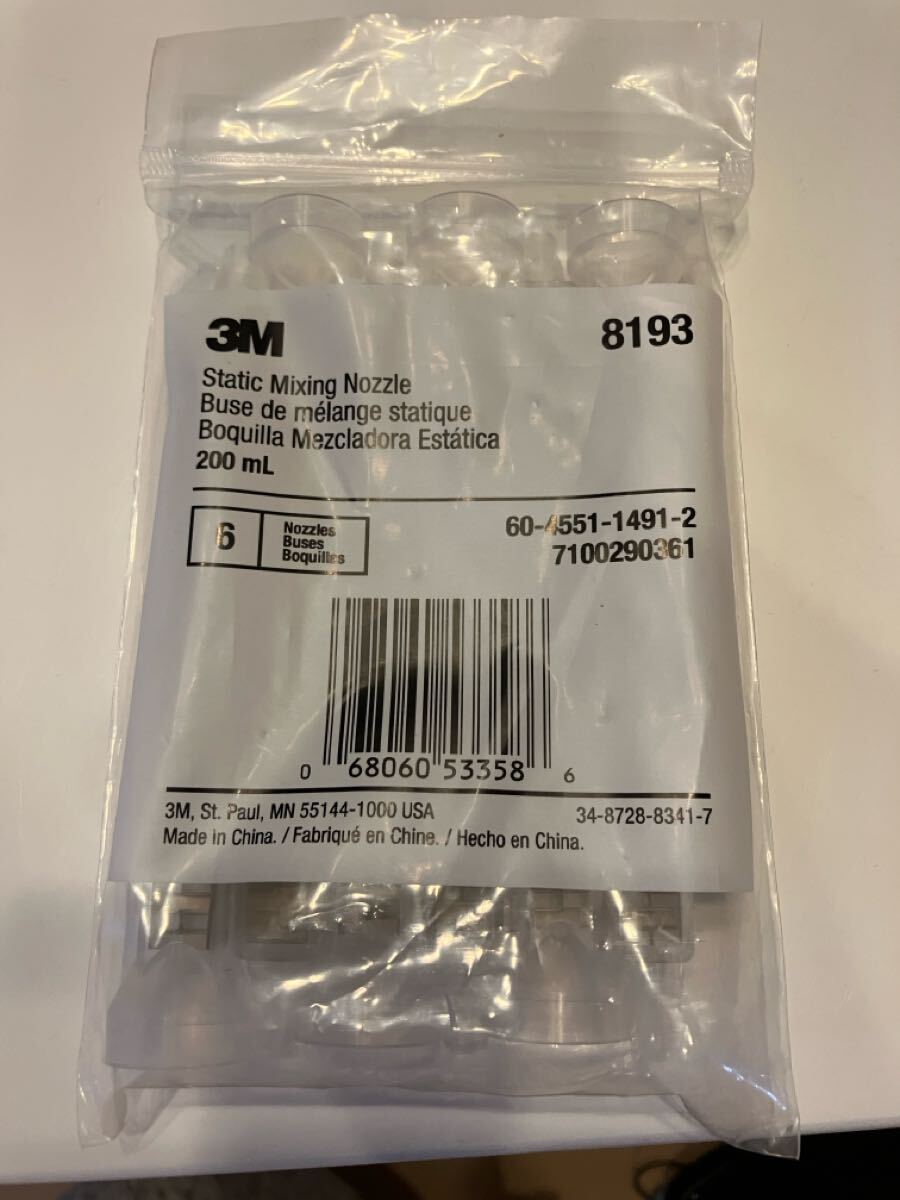 3M
8193
Static Mixing Nozzle
Buse de mélange statique
Boquilla Mezcladora Estática
200 mL
6
Nozzles
Buses
Boquilles
60-4551-1491-2
7100290361
0 68060 53358 6
3M, St. Paul, MN 55144-1000 USA
34-8728-8341-7
Made in China. / Fabriqué en Chine. / Hecho en China.